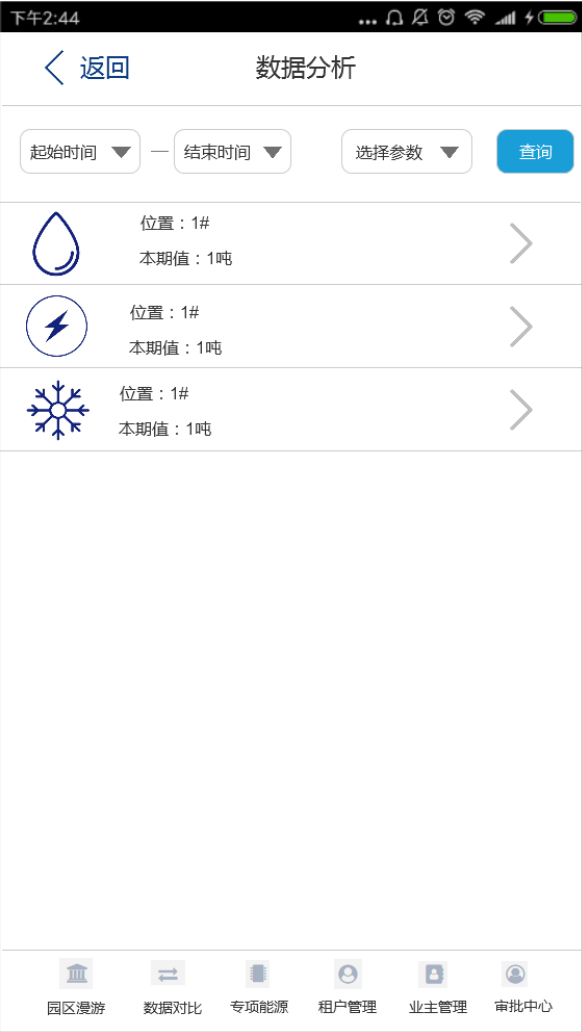 下午2:44
返回
数据分析
起始时间 — 结束时间 选择参数 查询
位置：1#
本期值：1吨
位置：1#
本期值：1吨
位置：1#
本期值：1吨
园区漫游 数据对比 专项能源 租户管理 业主管理 审批中心